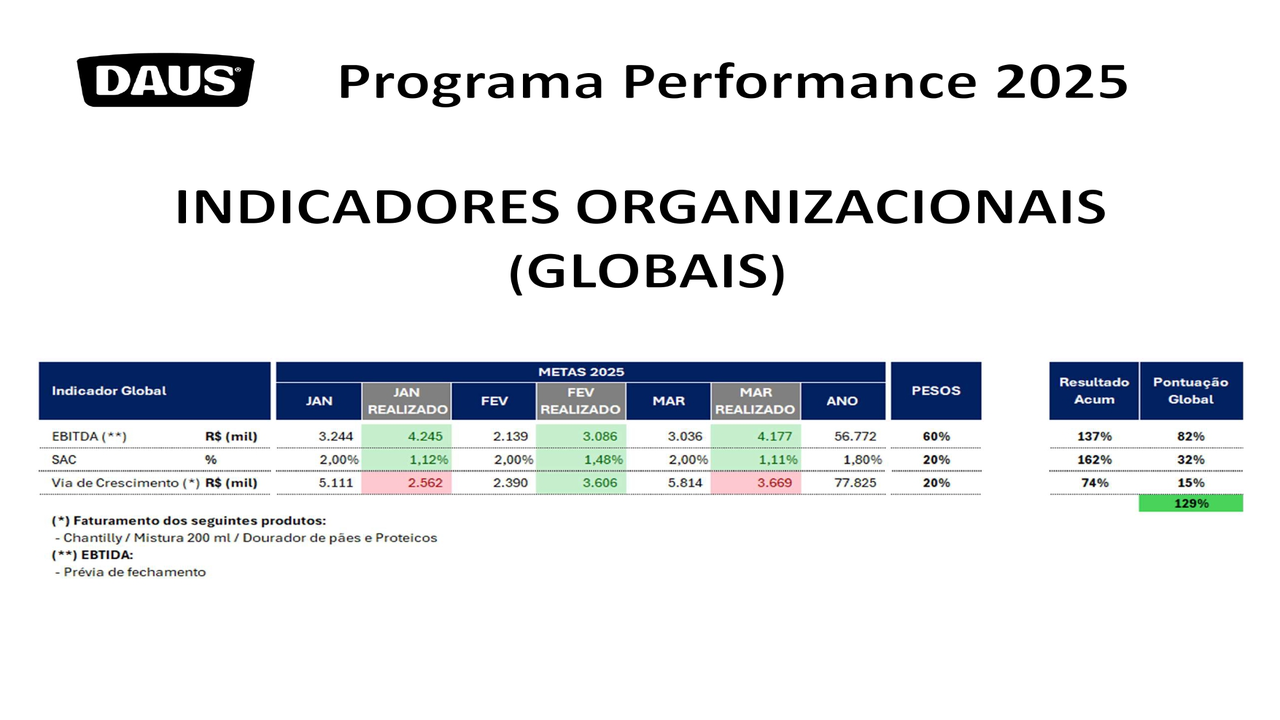 DAUS®
Programa Performance 2025
INDICADORES ORGANIZACIONAIS
(GLOBAIS)
METAS 2025
Indicador Global JAN JAN REALIZADO FEV FEV REALIZADO MAR MAR REALIZADO ANO PESOS Resultado Acum Pontuação Global
EBITDA (**) R$ (mil) 3.244 4.245 2.139 3.086 3.036 4.177 56.772 60% 137% 82%
SAC % 2,00% 1,12% 2,00% 1,48% 2,00% 1,11% 1,80% 20% 162% 32%
Via de Crescimento (*) R$ (mil) 5.111 2.562 2.390 3.606 5.814 3.669 77.825 20% 74% 15%
129%
(*) Faturamento dos seguintes produtos:
- Chantilly / Mistura 200 ml / Dourador de pães e Proteicos
(**) EBTIDA:
- Prévia de fechamento